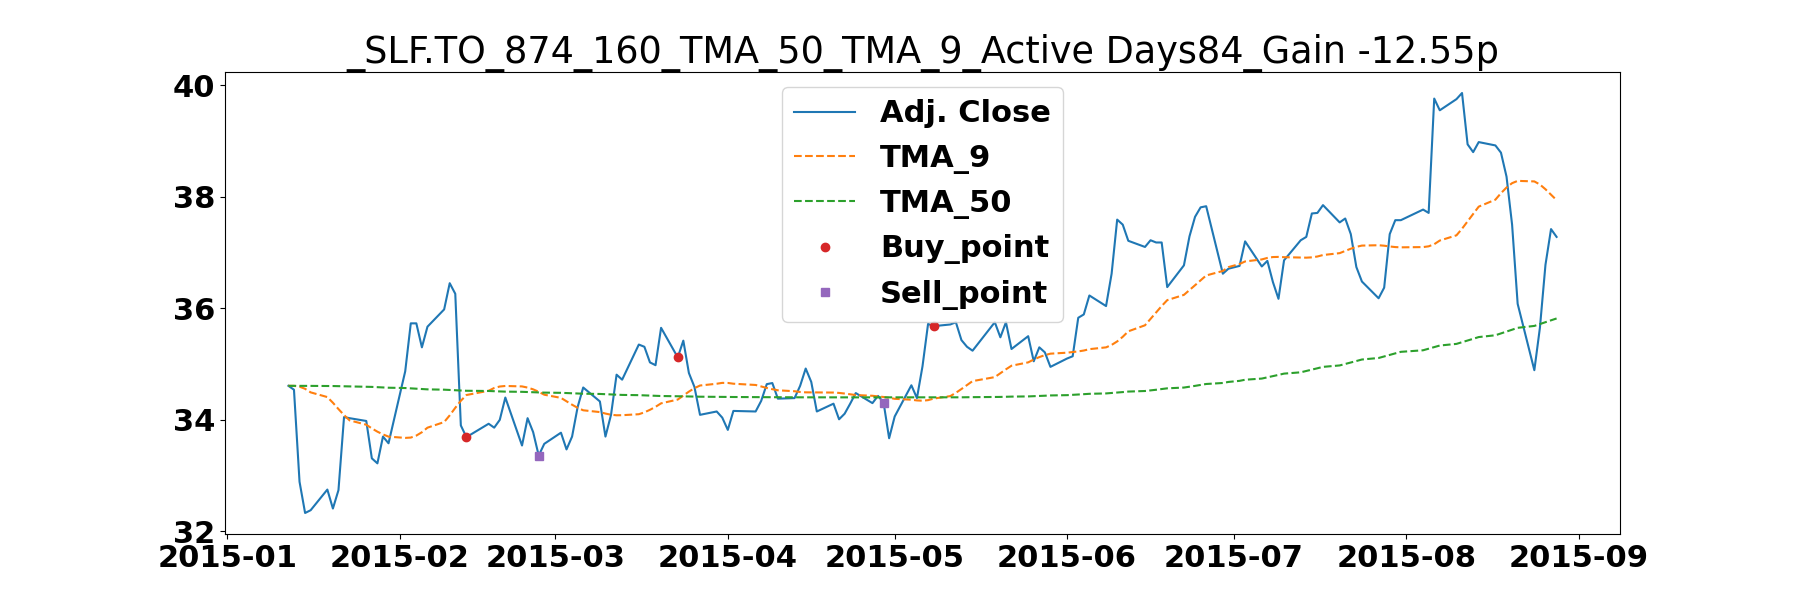 _SLF.TO_874_160_TMA_50_TMA_9_Active Days84_Gain -12.55p
40
38
36
34
32
Adj. Close
TMA_9
TMA_50
Buy_point
Sell_point
2015-01 2015-02 2015-03 2015-04 2015-05 2015-06 2015-07 2015-08 2015-09